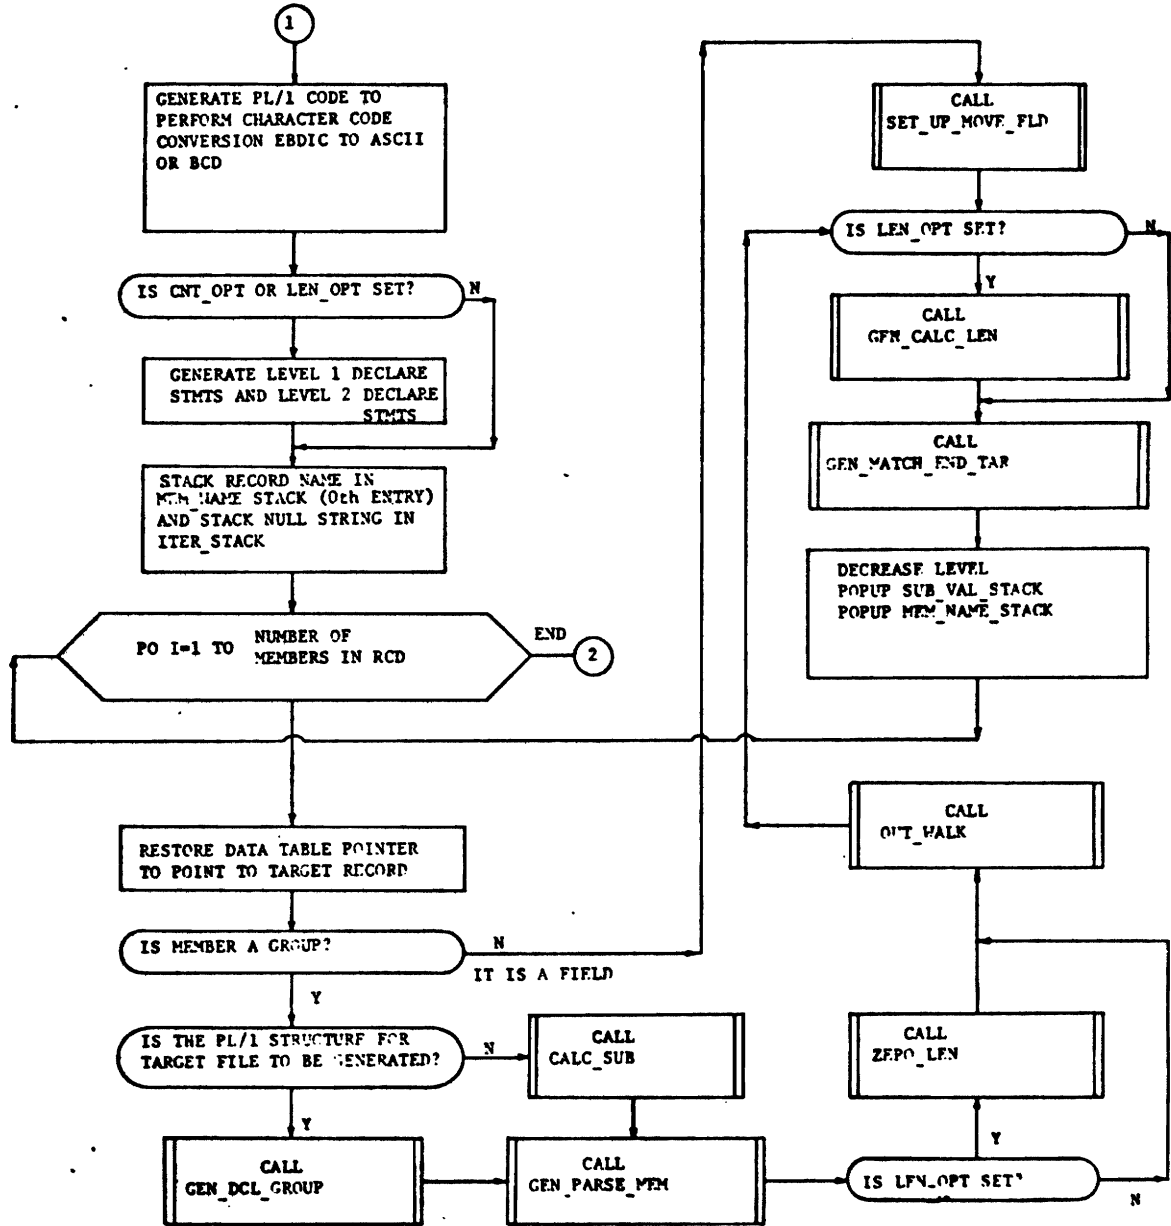 1
GENERATE PL/1 CODE TO
PERFORM CHARACTER CODE
CONVERSION EBDIC TO ASCII
OR BCD
IS CNT_OPT OR LEN_OPT SET?
N
GENERATE LEVEL 1 DECLARE
STMTS AND LEVEL 2 DECLARE
STMTS
STACK RECORD NAME IN
MEM_NAME STACK (0th ENTRY)
AND STACK NULL STRING IN
ITER_STACK
DO I=1 TO NUMBER OF
MEMBERS IN RCD
END
2
RESTORE DATA TABLE POINTER
TO POINT TO TARGET RECORD
IS MEMBER A GROUP?
N
IT IS A FIELD
Y
IS THE PL/1 STRUCTURE FOR
TARGET FILE TO BE GENERATED?
N
CALL
CALC_SUB
Y
CALL
GEN_DCL_GROUP
CALL
GEN_PARSE_MEM
IS LEN_OPT SET?
N
Y
CALL
ZERO_LEN
CALL
OUT_WALK
CALL
SET_UP_MOVE_FLD
IS LEN_OPT SET?
N
Y
CALL
GEN_CALC_LEN
CALL
GEN_MATCH_END_TAR
DECREASE LEVEL
POPUP SUB_VAL_STACK
POPUP MEM_NAME_STACK